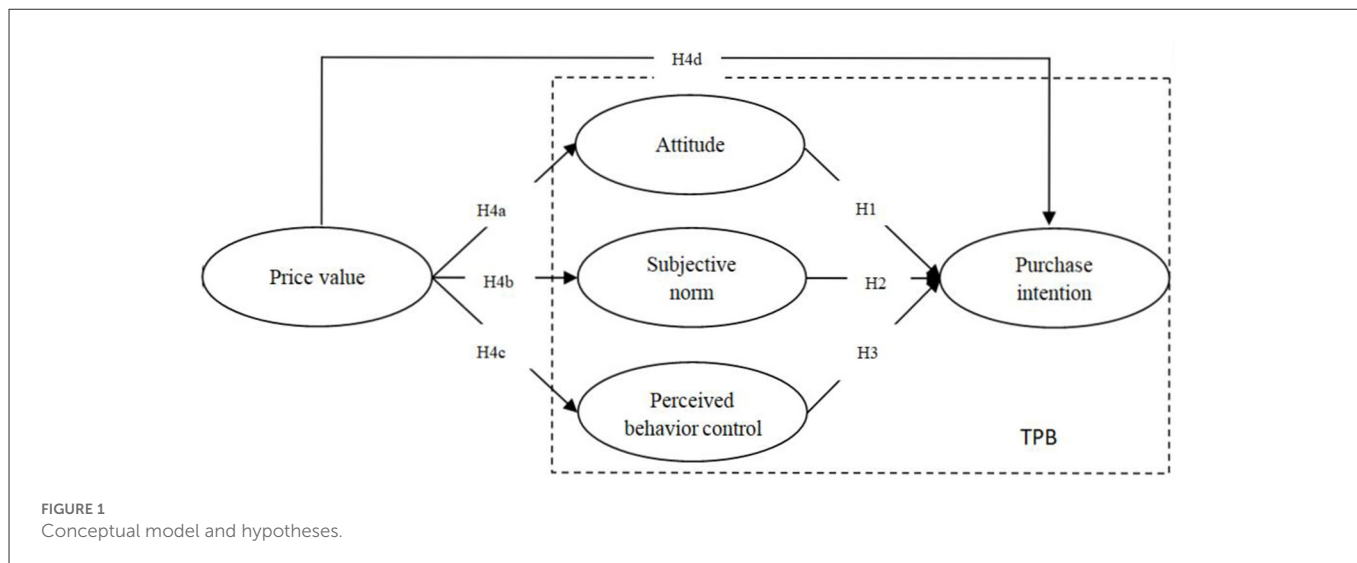 H4d
Attitude
H4a
H1
Price value
H4b
Subjective
norm
H2
Purchase
intention
H4c
H3
Perceived
behavior control
TPB
FIGURE 1
Conceptual model and hypotheses.